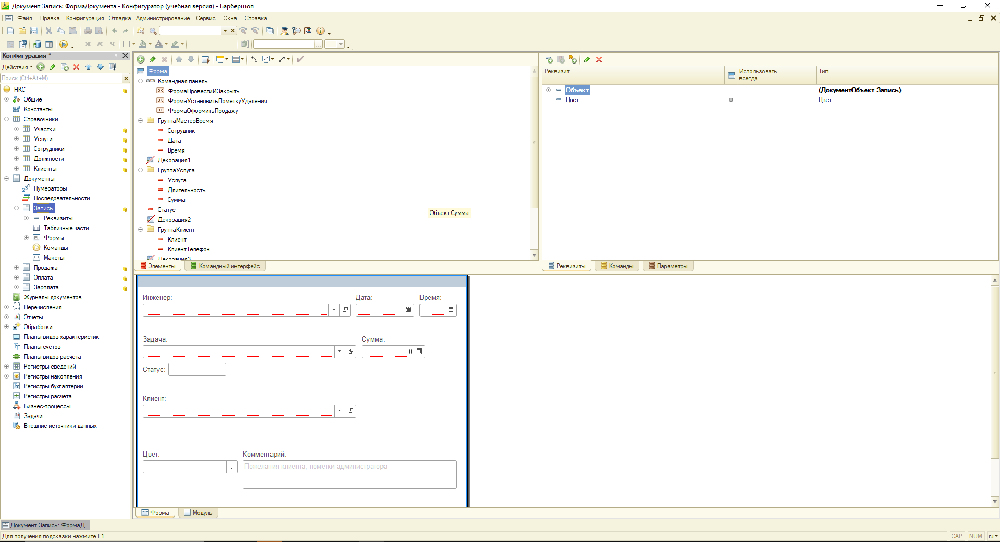 Документ Запись: ФормаДокумента - Конфигуратор (учебная версия) - Барбершоп
Файл Правка Конфигурация Отладка Администрирование Сервис Окна Справка
Ж К Ч
Конфигурация *
Действия
Поиск (Ctrl+Alt+M)
НКС
Общие
Константы
Справочники
Участки
Услуги
Сотрудники
Должности
Клиенты
Документы
Нумераторы
Последовательности
Запись
Реквизиты
Табличные части
Формы
Команды
Макеты
Продажа
Оплата
Зарплата
Журналы документов
Перечисления
Отчеты
Обработки
Планы видов характеристик
Планы счетов
Планы видов расчета
Регистры сведений
Регистры накопления
Регистры бухгалтерии
Регистры расчета
Бизнес-процессы
Задачи
Внешние источники данных
Форма
Командная панель
OK ФормаПровестиИЗакрыть
OK ФормаУстановитьПометкуУдаления
OK ФормаОформитьПродажу
ГруппаМастерВремя
Сотрудник
Дата
Время
Декорация1
ГруппаУслуга
Услуга
Длительность
Сумма
Статус
Декорация2
ГруппаКлиент
Клиент
КлиентТелефон
Декорация3
Объект.Сумма
Элементы Командный интерфейс
Реквизит Использовать всегда Тип
Объект (ДокументОбъект.Запись)
Цвет Цвет
Реквизиты Команды Параметры
Инженер: Дата: Время:
. . :
Задача: Сумма:
0
Статус:
Клиент:
Цвет: Комментарий:
... Пожелания клиента, пометки администратора
Форма Модуль
Документ Запись: ФормаД...
Для получения подсказки нажмите F1 CAP NUM ru